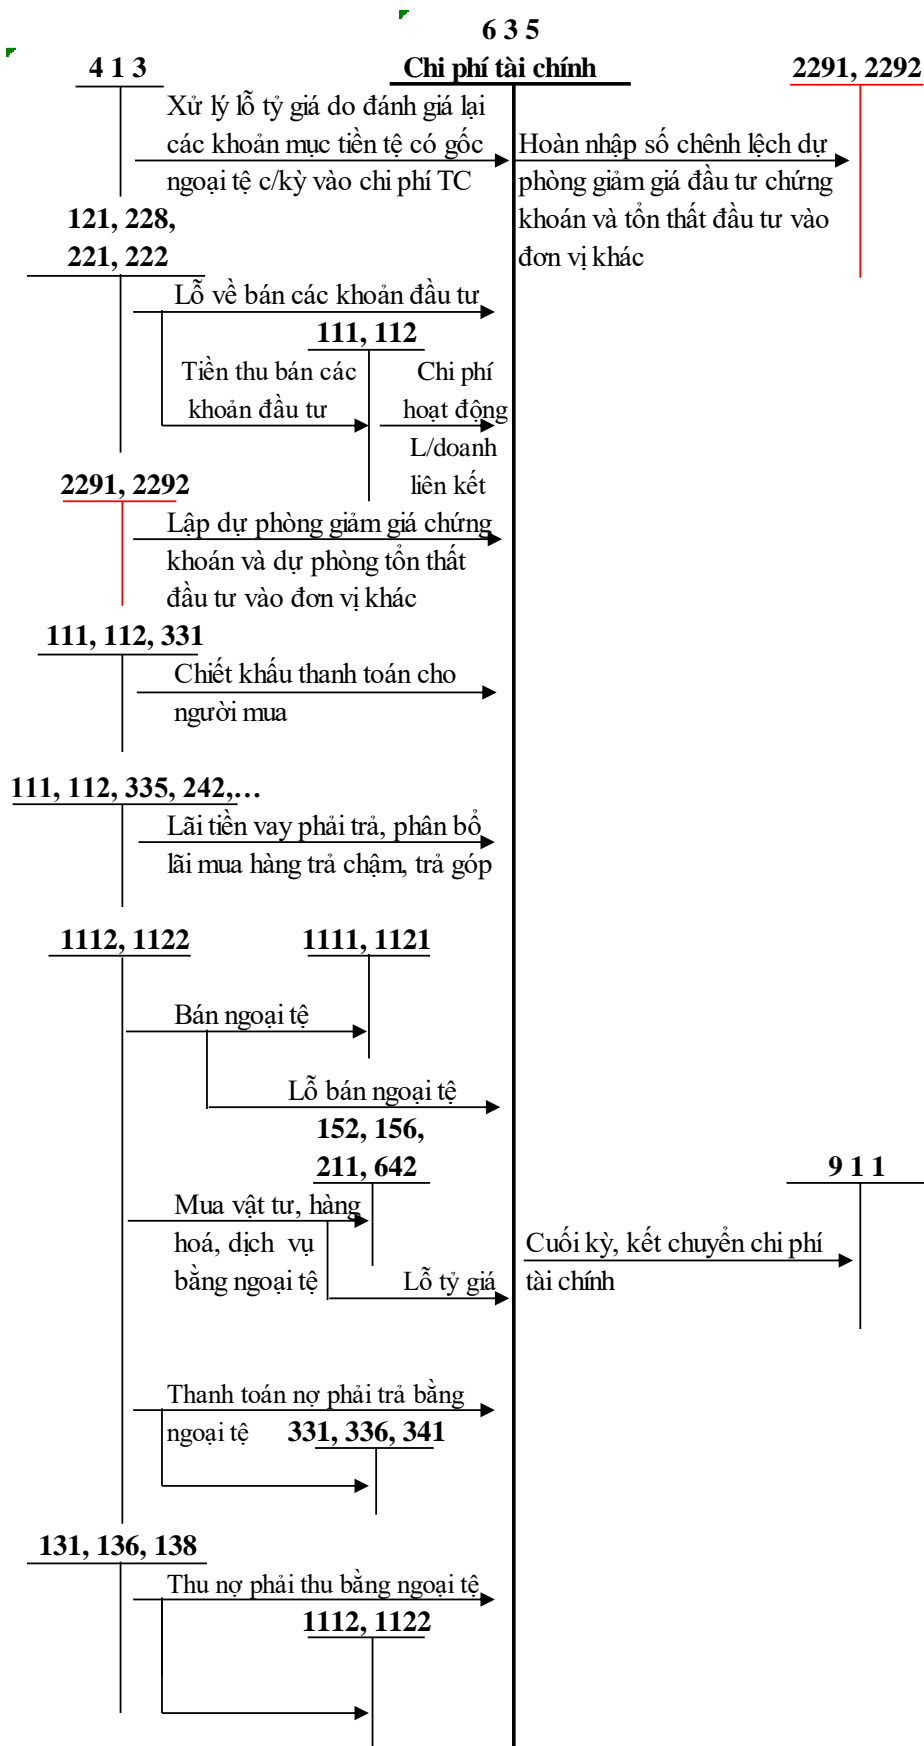 6 3 5
4 1 3
Chi phí tài chính
2291, 2292
Xử lý lỗ tỷ giá do đánh giá lại
các khoản mục tiền tệ có gốc
ngoại tệ c/kỳ vào chi phí TC
Hoàn nhập số chênh lệch dự
phòng giảm giá đầu tư chứng
khoán và tổn thất đầu tư vào
đơn vị khác
121, 228,
221, 222
Lỗ về bán các khoản đầu tư
111, 112
Tiền thu bán các
khoản đầu tư
Chi phí
hoạt động
L/doanh
liên kết
2291, 2292
Lập dự phòng giảm giá chứng
khoán và dự phòng tổn thất
đầu tư vào đơn vị khác
111, 112, 331
Chiết khấu thanh toán cho
người mua
111, 112, 335, 242,…
Lãi tiền vay phải trả, phân bổ
lãi mua hàng trả chậm, trả góp
1112, 1122
1111, 1121
Bán ngoại tệ
Lỗ bán ngoại tệ
152, 156,
211, 642
9 1 1
Mua vật tư, hàng
hoá, dịch vụ
bằng ngoại tệ
Lỗ tỷ giá
Cuối kỳ, kết chuyển chi phí
tài chính
Thanh toán nợ phải trả bằng
ngoại tệ
331, 336, 341
131, 136, 138
Thu nợ phải thu bằng ngoại tệ
1112, 1122